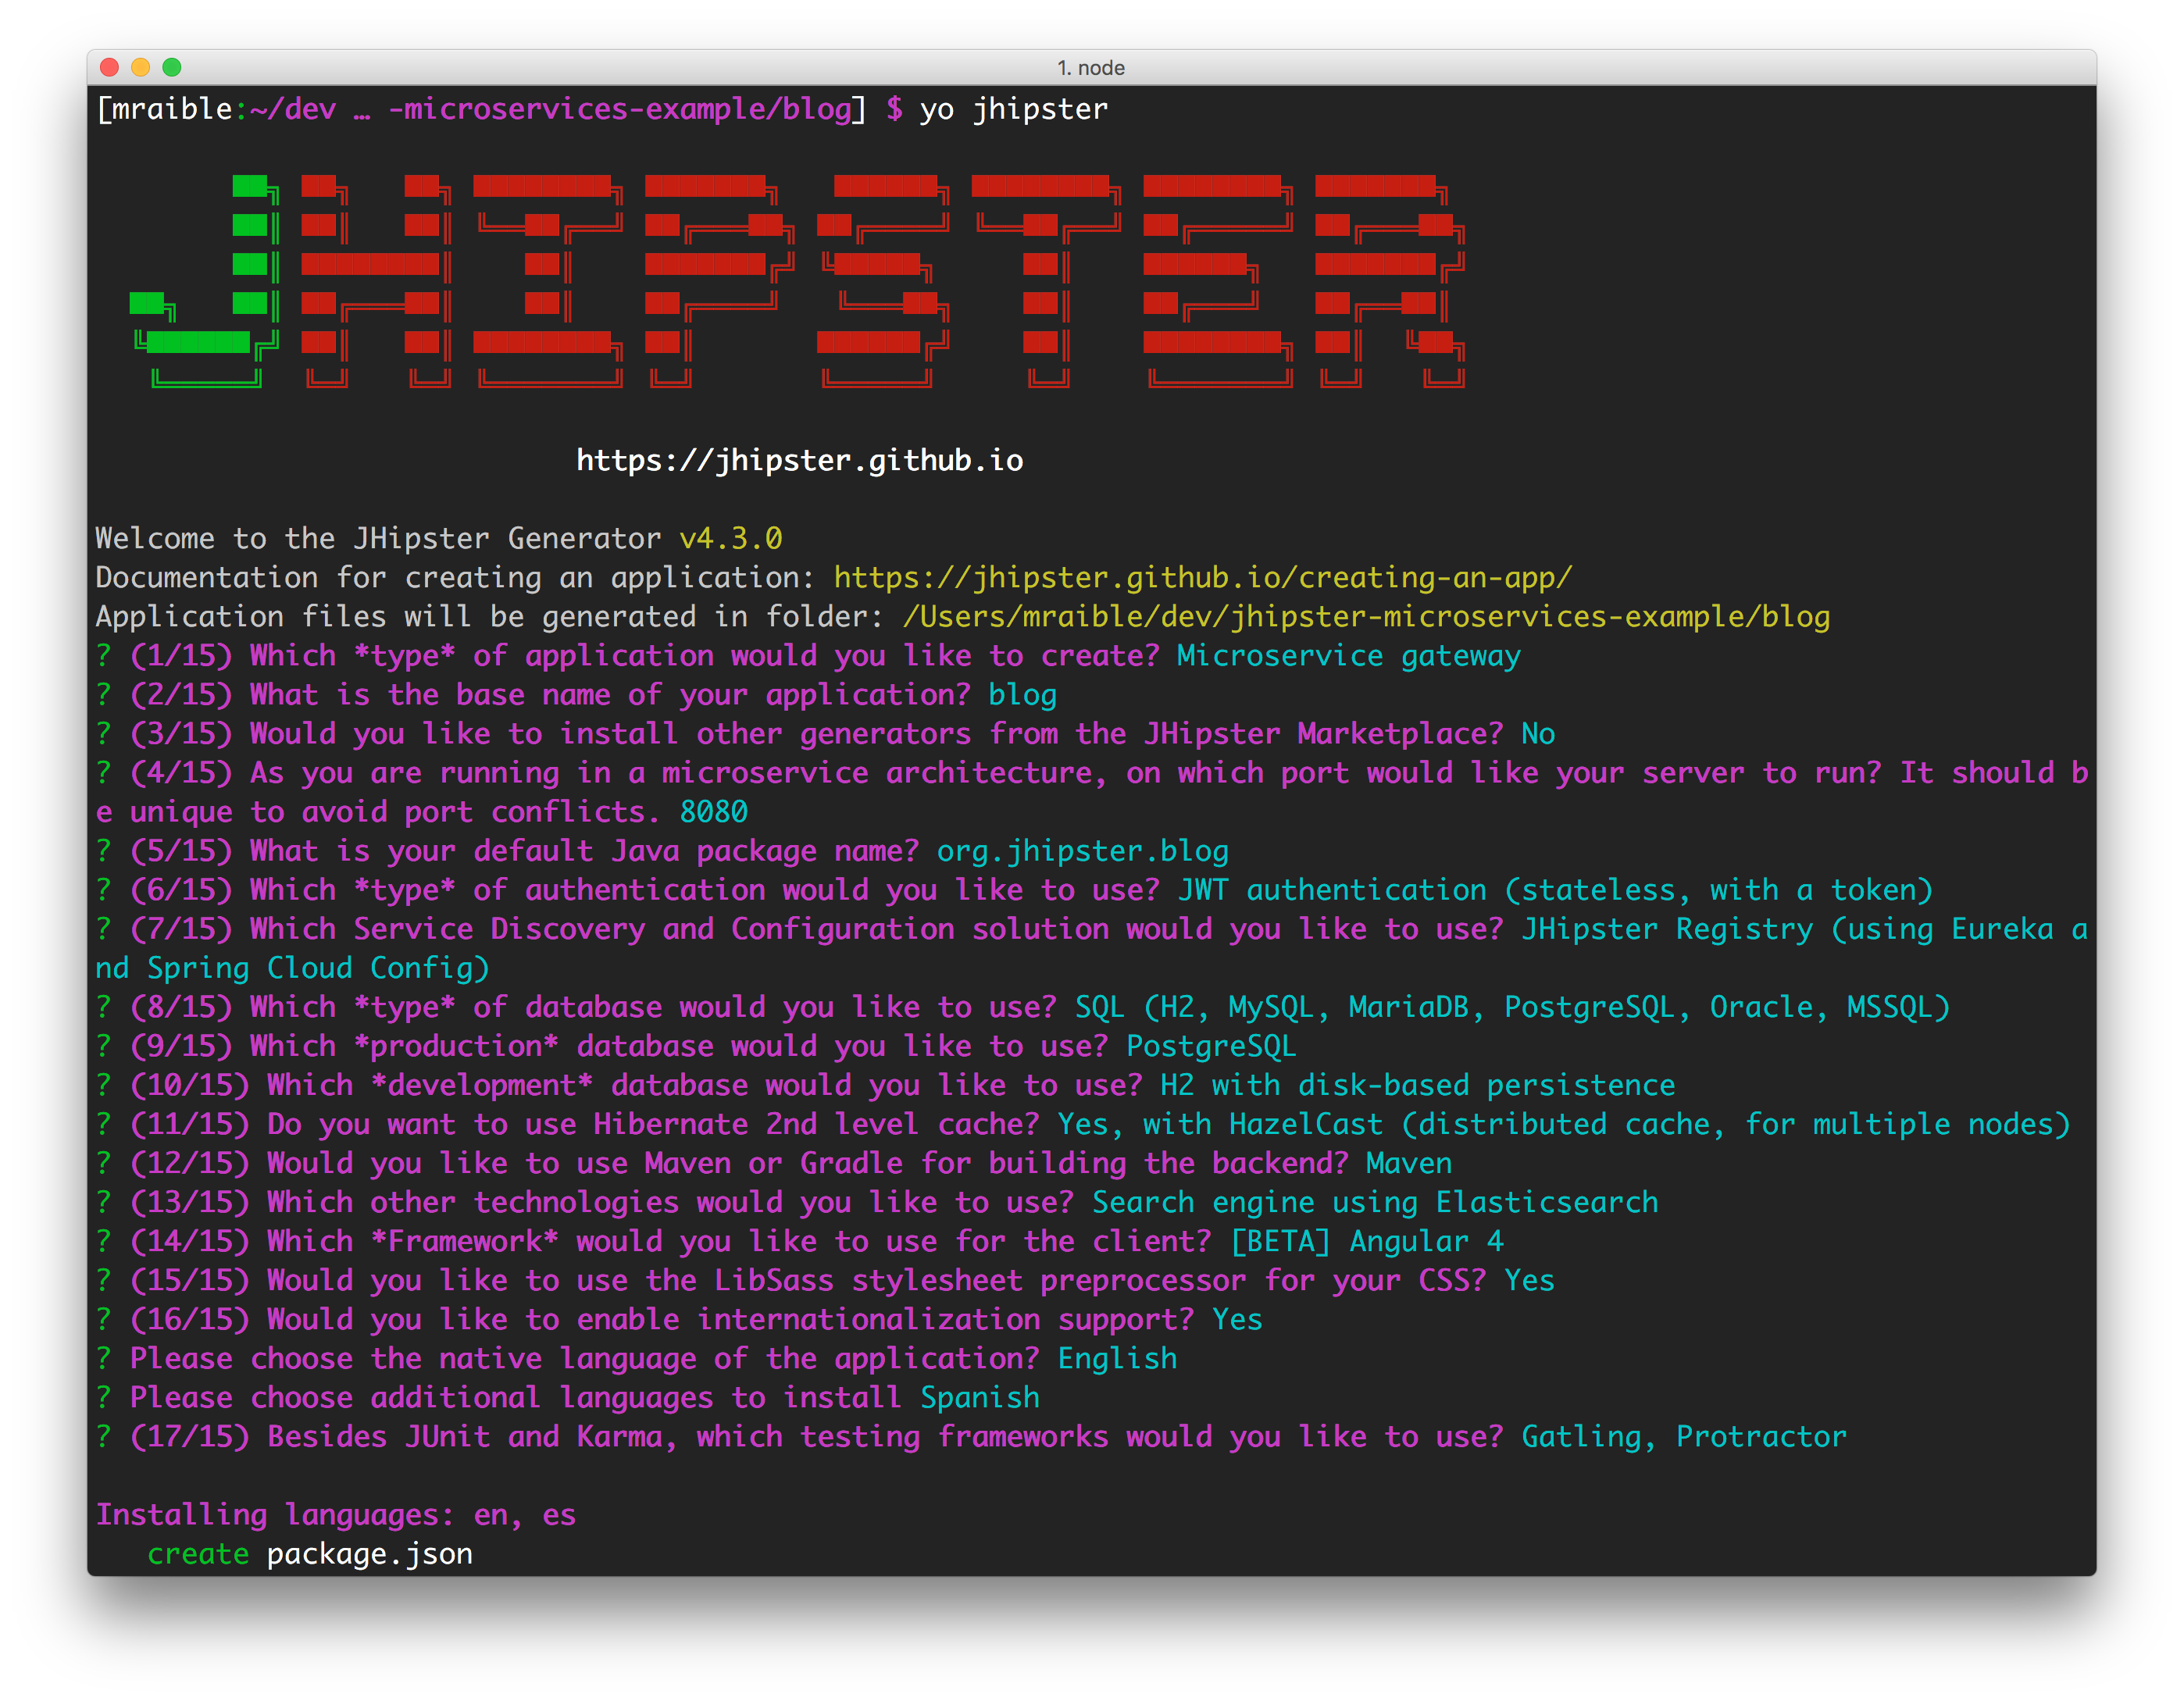 1. node
[mraible:~/dev … -microservices-example/blog] $ yo jhipster
JHIPSTER
https://jhipster.github.io
Welcome to the JHipster Generator v4.3.0
Documentation for creating an application: https://jhipster.github.io/creating-an-app/
Application files will be generated in folder: /Users/mraible/dev/jhipster-microservices-example/blog
? (1/15) Which *type* of application would you like to create? Microservice gateway
? (2/15) What is the base name of your application? blog
? (3/15) Would you like to install other generators from the JHipster Marketplace? No
? (4/15) As you are running in a microservice architecture, on which port would like your server to run? It should b
e unique to avoid port conflicts. 8080
? (5/15) What is your default Java package name? org.jhipster.blog
? (6/15) Which *type* of authentication would you like to use? JWT authentication (stateless, with a token)
? (7/15) Which Service Discovery and Configuration solution would you like to use? JHipster Registry (using Eureka a
nd Spring Cloud Config)
? (8/15) Which *type* of database would you like to use? SQL (H2, MySQL, MariaDB, PostgreSQL, Oracle, MSSQL)
? (9/15) Which *production* database would you like to use? PostgreSQL
? (10/15) Which *development* database would you like to use? H2 with disk-based persistence
? (11/15) Do you want to use Hibernate 2nd level cache? Yes, with HazelCast (distributed cache, for multiple nodes)
? (12/15) Would you like to use Maven or Gradle for building the backend? Maven
? (13/15) Which other technologies would you like to use? Search engine using Elasticsearch
? (14/15) Which *Framework* would you like to use for the client? [BETA] Angular 4
? (15/15) Would you like to use the LibSass stylesheet preprocessor for your CSS? Yes
? (16/15) Would you like to enable internationalization support? Yes
? Please choose the native language of the application? English
? Please choose additional languages to install Spanish
? (17/15) Besides JUnit and Karma, which testing frameworks would you like to use? Gatling, Protractor
Installing languages: en, es
create package.json